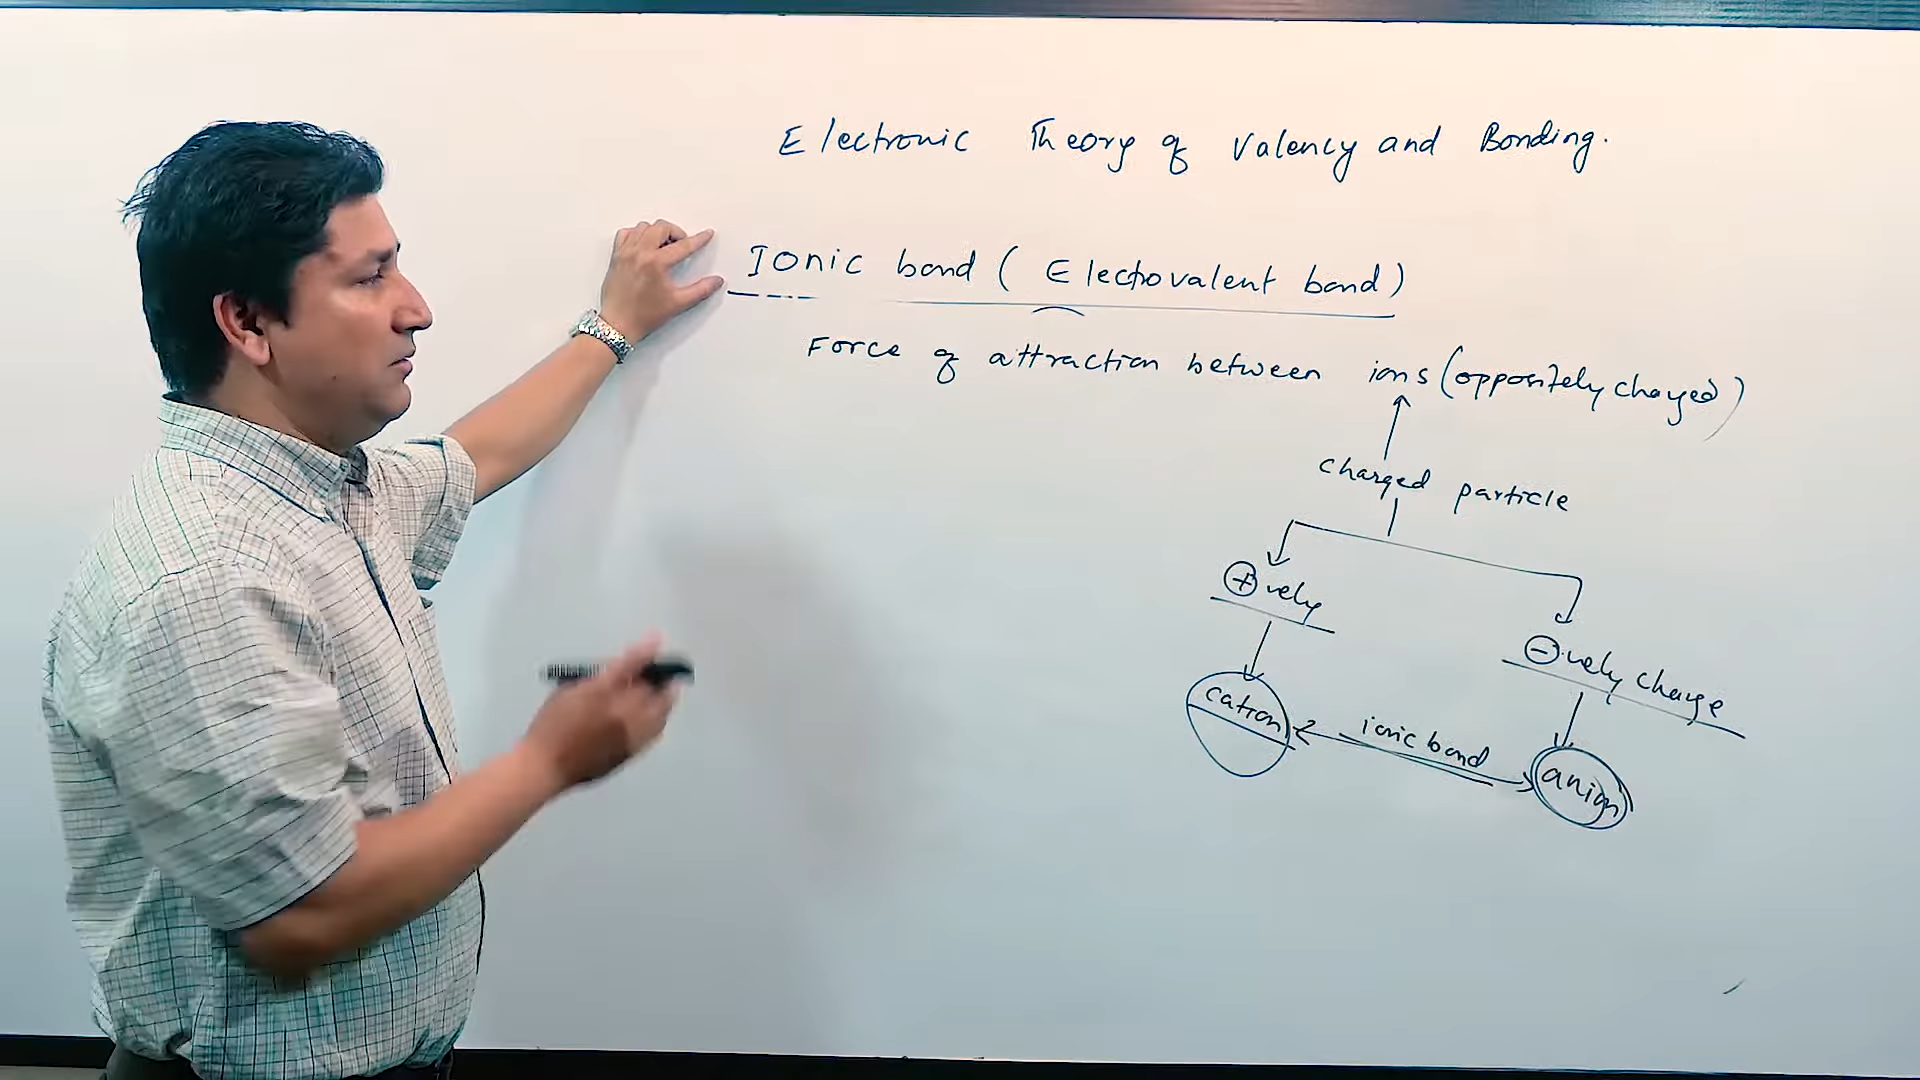 Electronic Theory of Valency and Bonding.
Ionic bond (Electrovalent bond)
Force of attraction between ions (oppositely charged)
charged particle
⊕vely
⊖vely charge
cation
ionic bond
anion